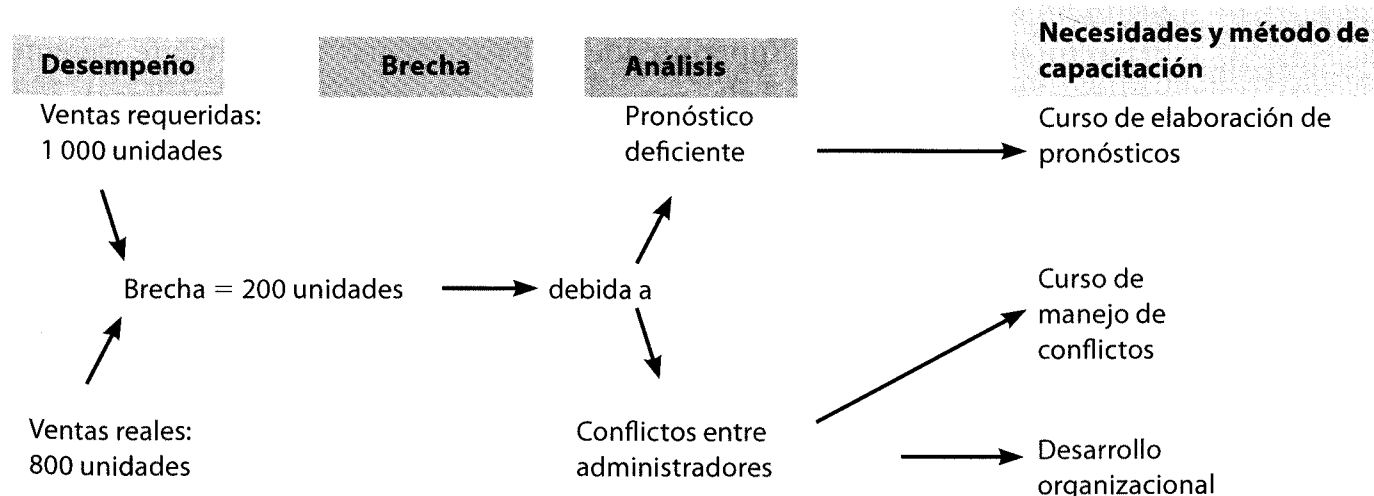 Desempeño
Brecha
Análisis
Necesidades y método de
capacitación
Ventas requeridas:
1 000 unidades
Pronóstico
deficiente
Curso de elaboración de
pronósticos
Brecha = 200 unidades
debida a
Curso de
manejo de
conflictos
Ventas reales:
800 unidades
Conflictos entre
administradores
Desarrollo
organizacional